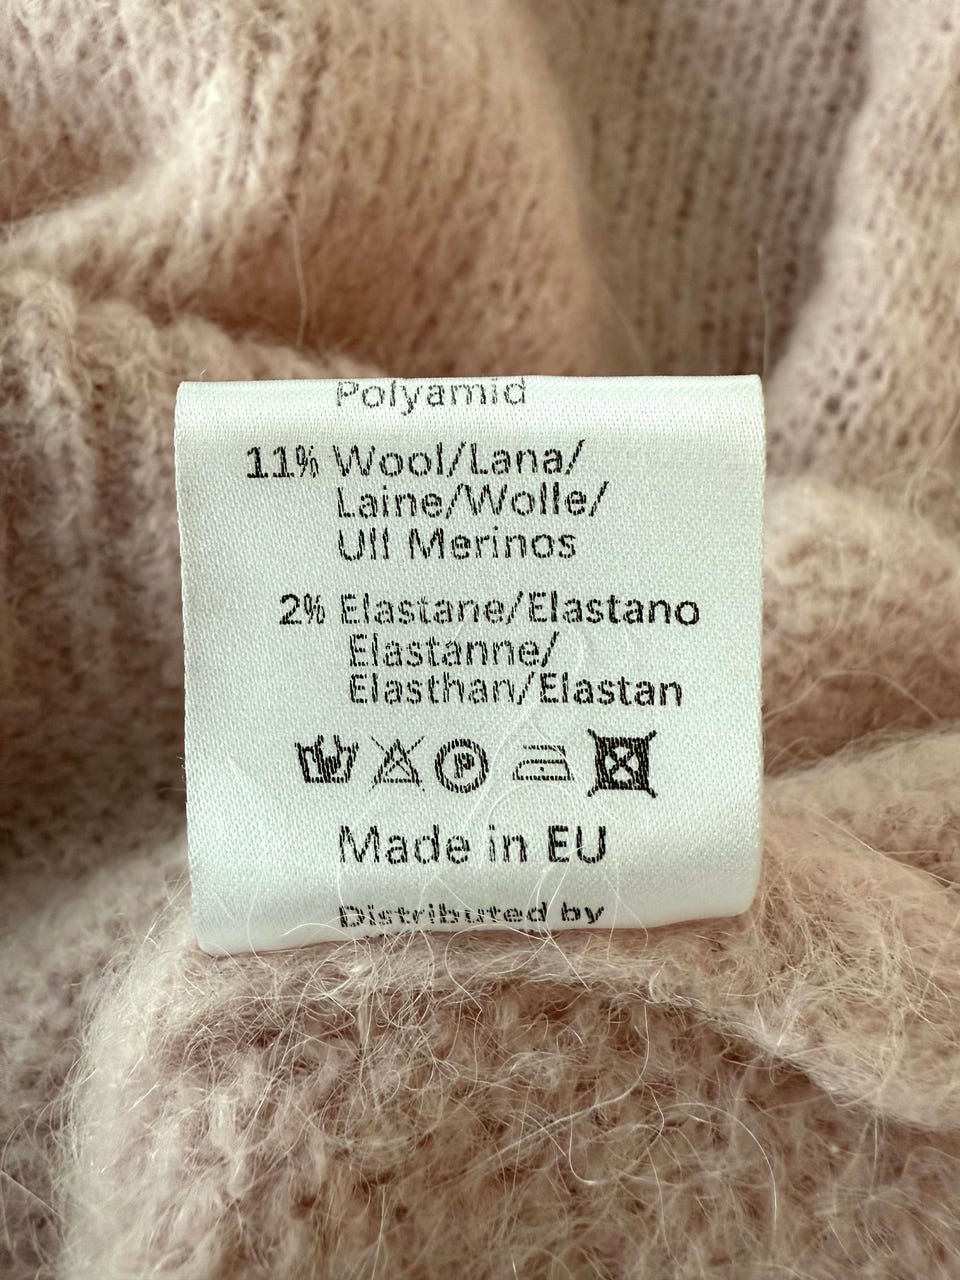 Polyamid
11% Wool/Lana/
Laine/Wolle/
Ull Merinos
2% Elastane/Elastano
Elastanne/
Elasthan/Elastan
P
Made in EU
Distributed by